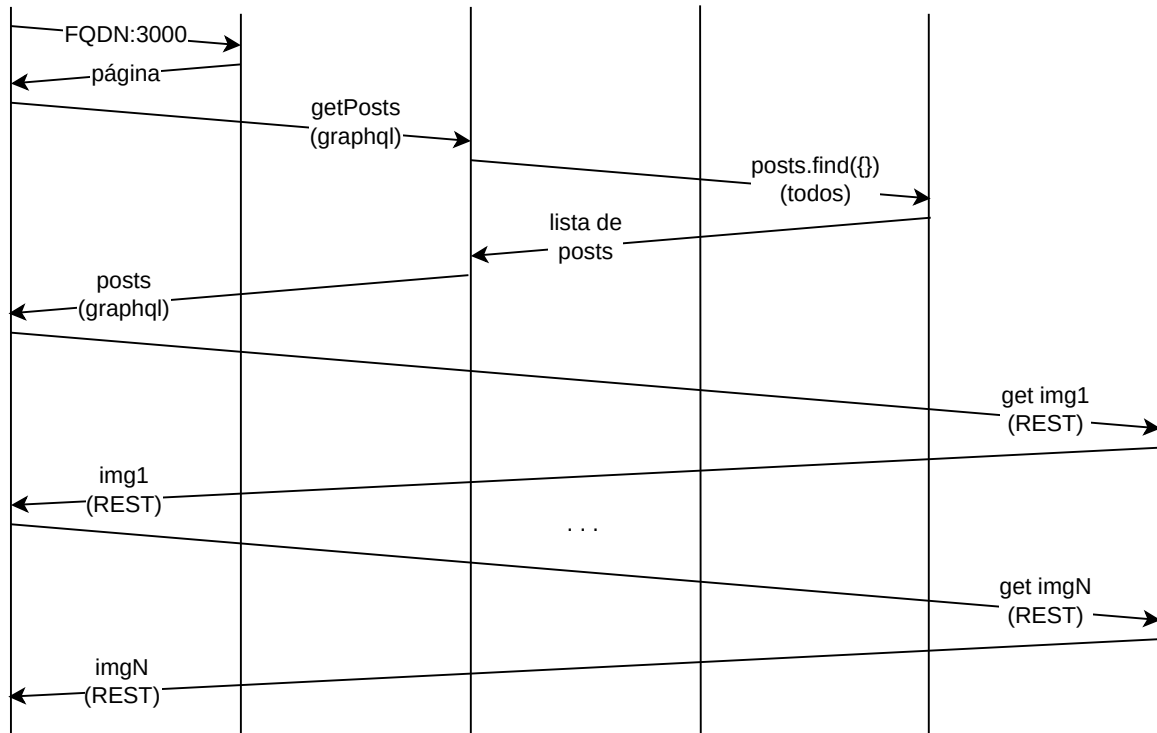 FQDN:3000
página
getPosts
(graphql)
posts.find({})
(todos)
lista de
posts
posts
(graphql)
get img1
(REST)
img1
(REST)
. . .
get imgN
(REST)
imgN
(REST)